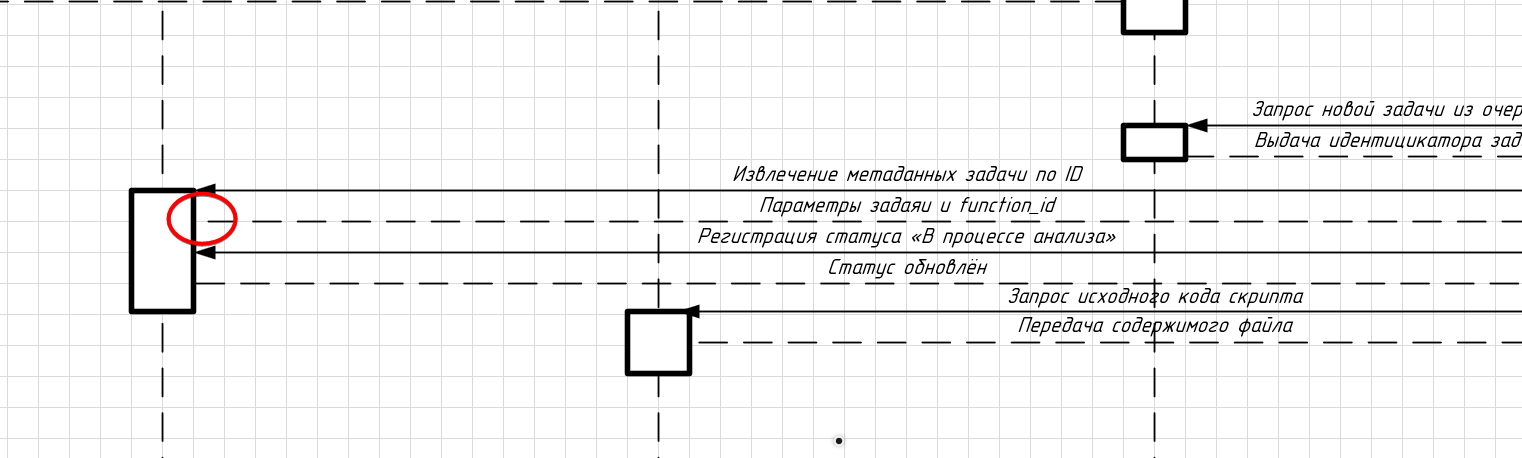 Запрос новой задачи из очер
Выдача идентицикатора зад
Извлечение метаданных задачи по ID
Параметры задаяи и function_id
Регистрация статуса «В процессе анализа»
Статус обновлён
Запрос исходного кода скрипта
Передача содержимого файла